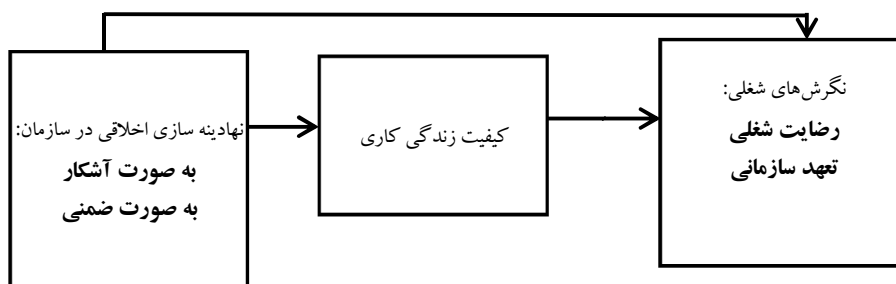 نگرش‌های شغلی:
رضایت شغلی
تعهد سازمانی
کیفیت زندگی کاری
نهادینه سازی اخلاقی در سازمان:
به صورت آشکار
به صورت ضمنی